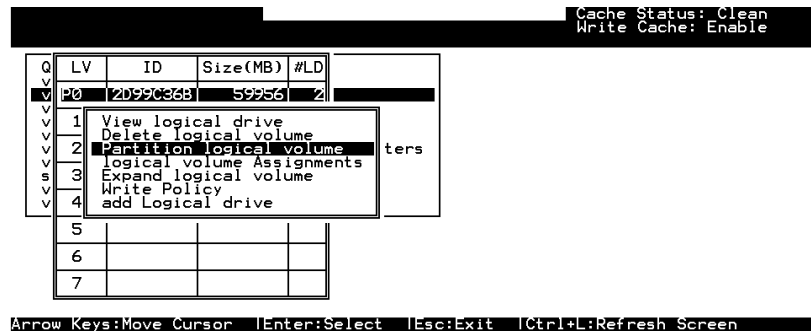 Cache Status: Clean
Write Cache: Enable
Q LV ID Size(MB) #LD
v
v P0 2D99C36B 59956 2
v
v 1 View logical drive
v Delete logical volume
v 2 Partition logical volume ters
v logical volume Assignments
s 3 Expand logical volume
v Write Policy
v 4 add Logical drive
5
6
7
Arrow Keys:Move Cursor |Enter:Select |Esc:Exit |Ctrl+L:Refresh Screen